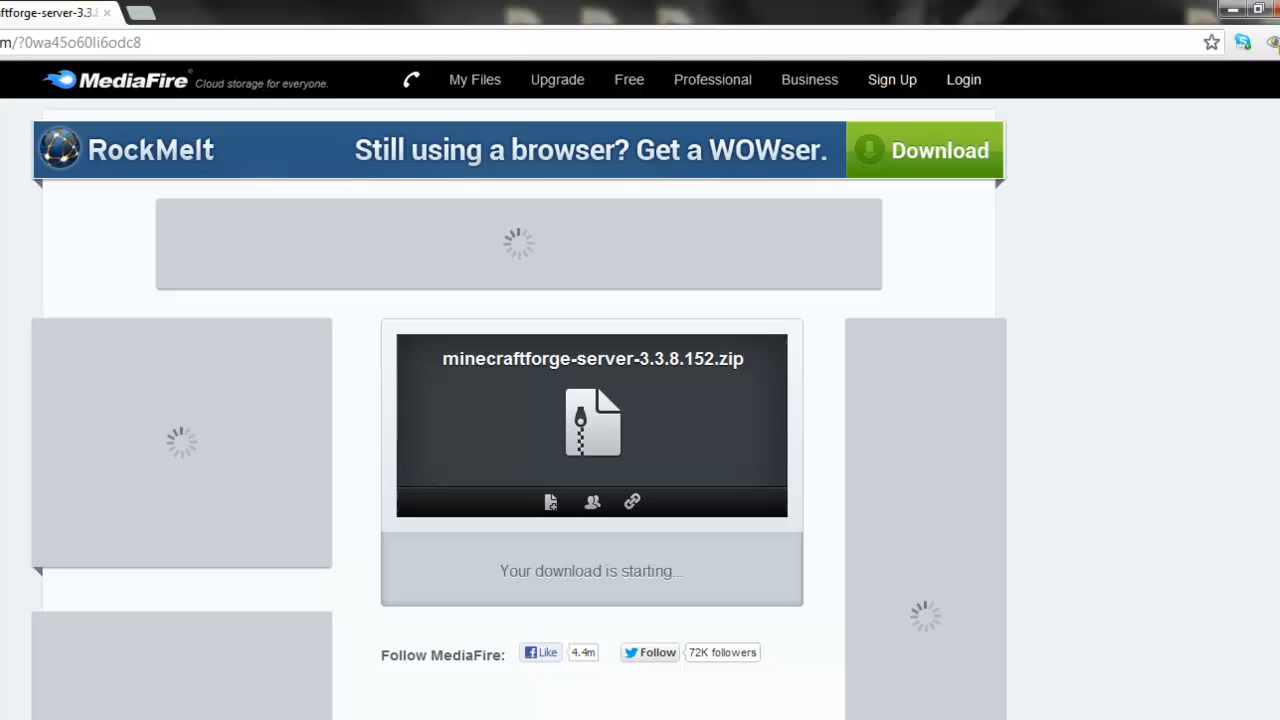 ftforge-server-3.3.8
m/?0wa45o60li6odc8
MediaFire Cloud storage for everyone.
My Files Upgrade Free Professional Business Sign Up Login
RockMelt Still using a browser? Get a WOWser. Download
minecraftforge-server-3.3.8.152.zip
Your download is starting...
Follow MediaFire: Like 4.4m Follow 72K followers